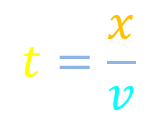 t = x/v